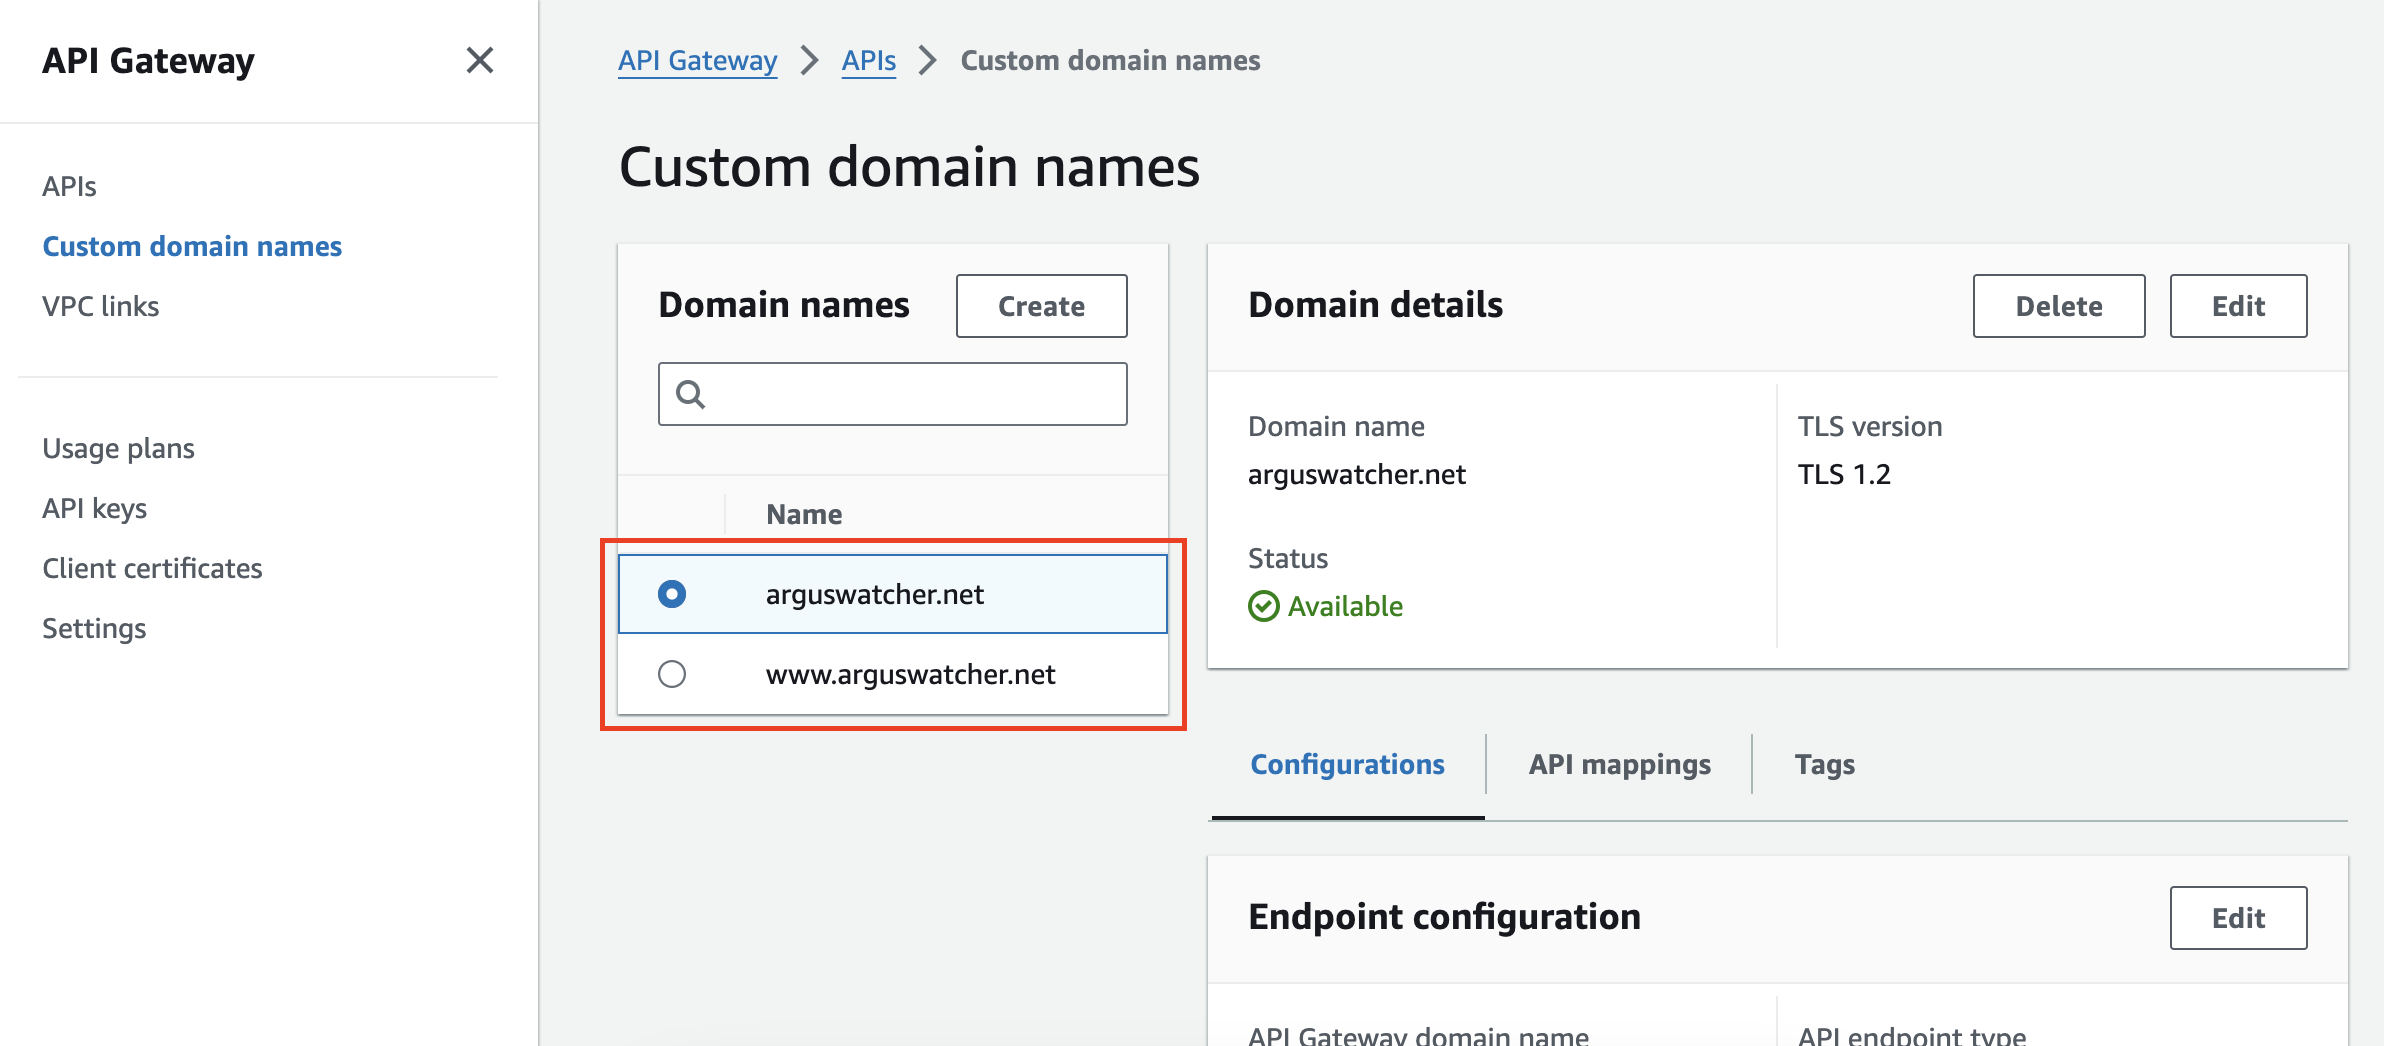 API Gateway
APIs
Custom domain names
VPC links
Usage plans
API keys
Client certificates
Settings
API Gateway > APIs > Custom domain names
Custom domain names
Domain names
Create
Name
arguswatcher.net
www.arguswatcher.net
Domain details
Delete
Edit
Domain name
arguswatcher.net
TLS version
TLS 1.2
Status
Available
Configurations
API mappings
Tags
Endpoint configuration
Edit
API Gateway domain name
API endpoint type